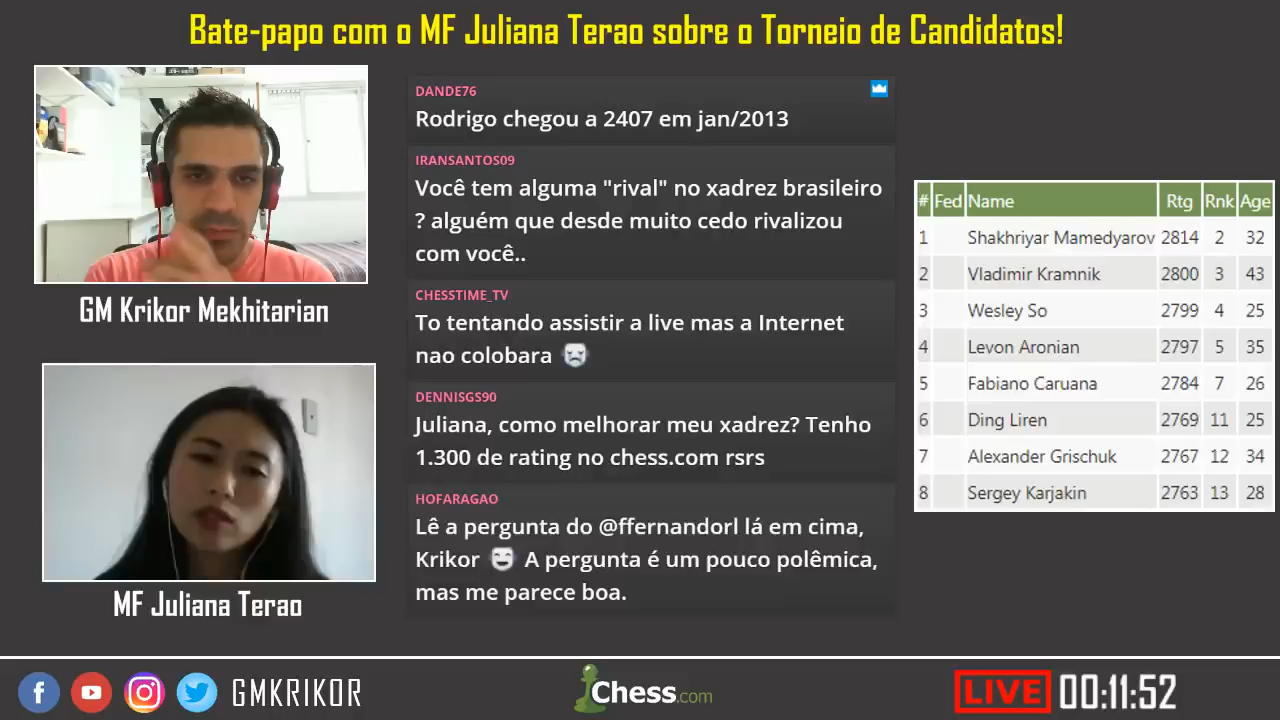 Bate-papo com o MF Juliana Terao sobre o Torneio de Candidatos!
GM Krikor Mekhitarian
MF Juliana Terao
DANDE76
Rodrigo chegou a 2407 em jan/2013
IRANSANTOS09
Você tem alguma "rival" no xadrez brasileiro
? alguém que desde muito cedo rivalizou
com você..
CHESSTIME_TV
To tentando assistir a live mas a Internet
nao colobara
DENNISGS90
Juliana, como melhorar meu xadrez? Tenho
1.300 de rating no chess.com rsrs
HOFARAGAO
Lê a pergunta do @ffernandorl lá em cima,
Krikor A pergunta é um pouco polêmica,
mas me parece boa.
# Fed Name Rtg Rnk Age
1 Shakhriyar Mamedyarov 2814 2 32
2 Vladimir Kramnik 2800 3 43
3 Wesley So 2799 4 25
4 Levon Aronian 2797 5 35
5 Fabiano Caruana 2784 7 26
6 Ding Liren 2769 11 25
7 Alexander Grischuk 2767 12 34
8 Sergey Karjakin 2763 13 28
GMKRIKOR
Chess.com
LIVE 00:11:52